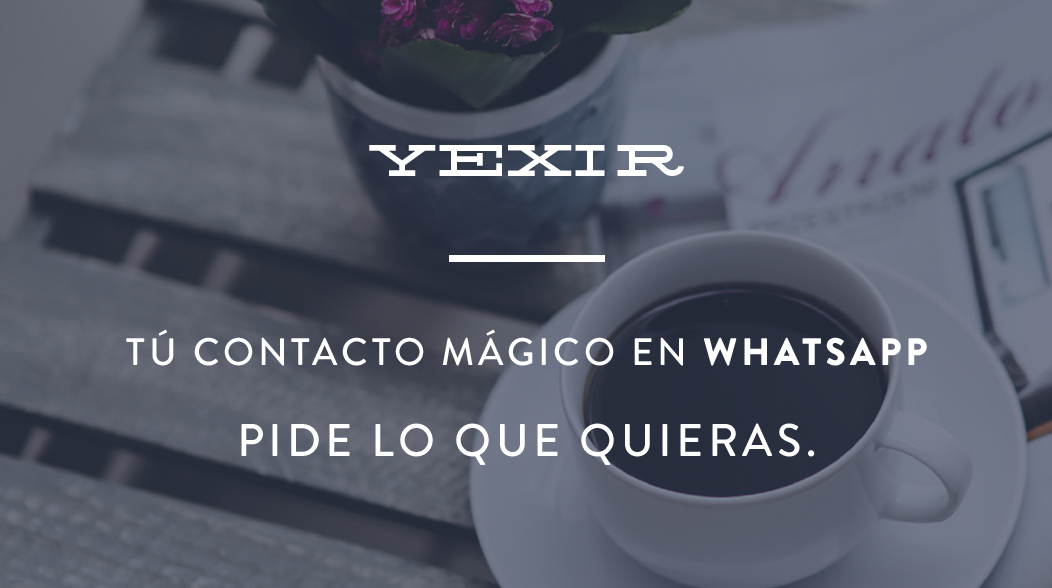 YEXIR
TÚ CONTACTO MÁGICO EN WHATSAPP
PIDE LO QUE QUIERAS.